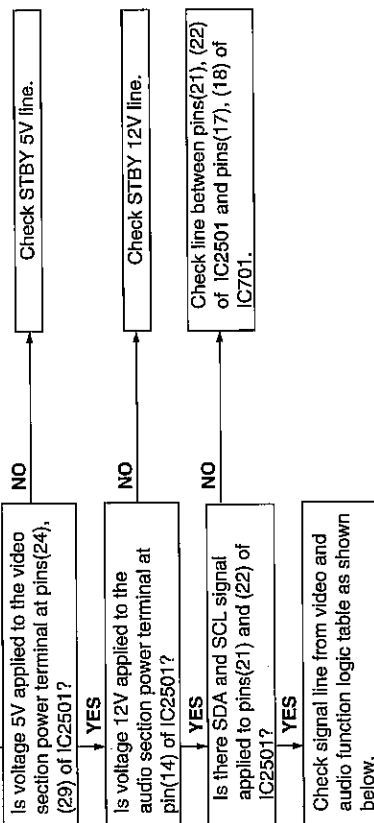 Is voltage 5V applied to the video
section power terminal at pins(24),
(29) of IC2501?
NO
Check STBY 5V line.
YES
Is voltage 12V applied to the
audio section power terminal at
pin(14) of IC2501?
NO
Check STBY 12V line.
YES
Is there SDA and SCL signal
applied to pins(21) and (22) of
IC2501?
NO
Check line between pins(21), (22)
of IC2501 and pins(17), (18) of
IC701.
YES
Check signal line from video and
audio function logic table as shown
below.